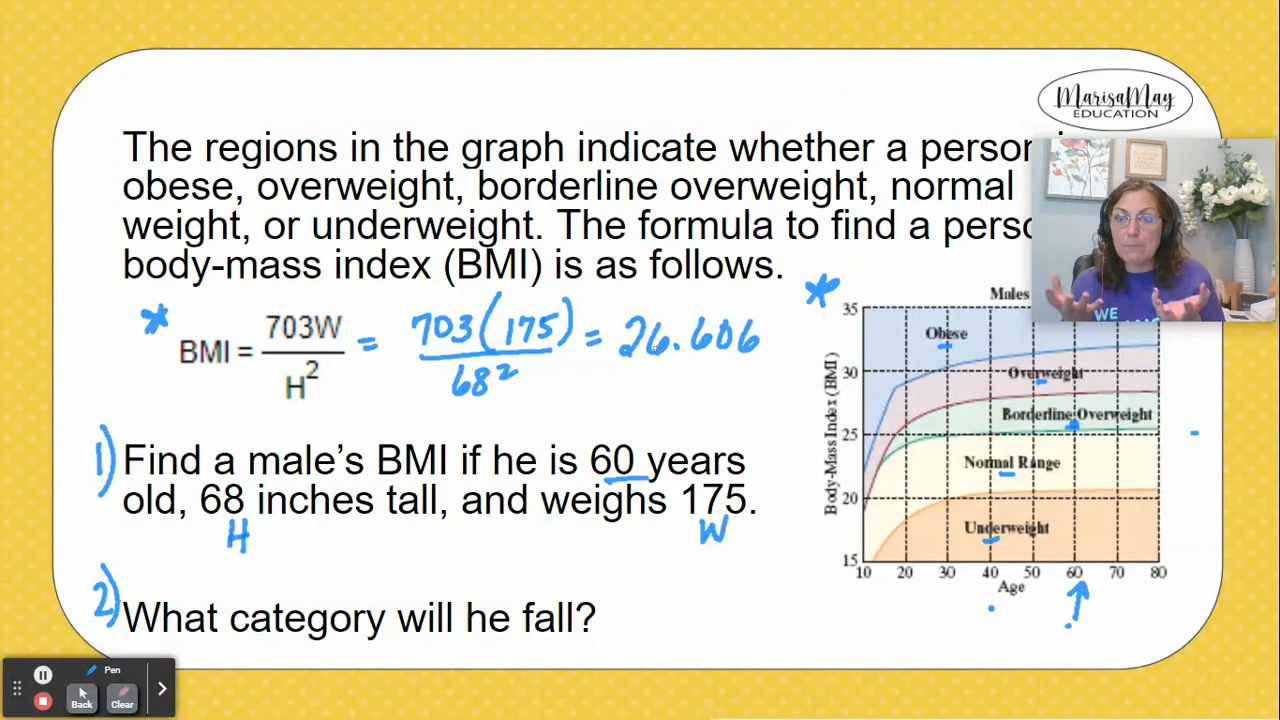 MarisaMay
EDUCATION
The regions in the graph indicate whether a person
obese, overweight, borderline overweight, normal
weight, or underweight. The formula to find a
body-mass index (BMI) is as follows.
* BMI = 703W / H² = 703(175) / 68² = 26.606
1) Find a male’s BMI if he is 60 years
old, 68 inches tall, and weighs 175.
H W
2) What category will he fall?
* Males
35
30
25
20
15
Body-Mass Index (BMI)
Obese
Overweight
Borderline Overweight
Normal Range
Underweight
10 20 30 40 50 60 70 80
Age
WE
Pen
Back Clear